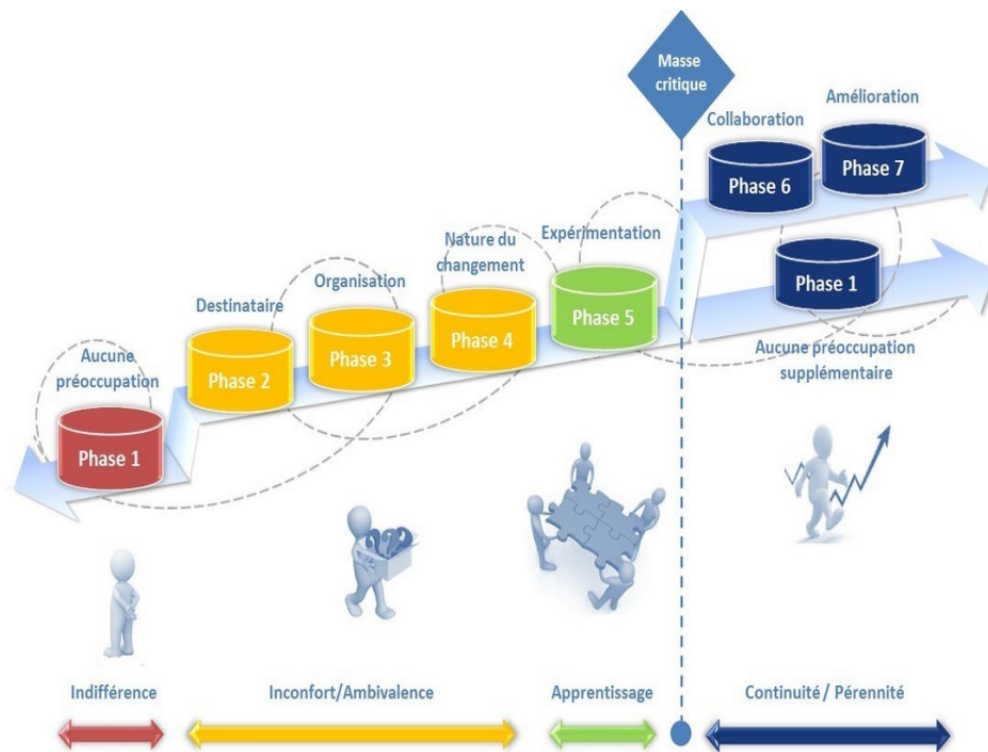 Masse
critique
Collaboration
Amélioration
Phase 6
Phase 7
Nature du
changement
Expérimentation
Organisation
Destinataire
Phase 1
Phase 5
Phase 4
Phase 3
Phase 2
Aucune
préoccupation
Phase 1
Aucune préoccupation
supplémentaire
Indifférence
Inconfort/Ambivalence
Apprentissage
Continuité / Pérennité